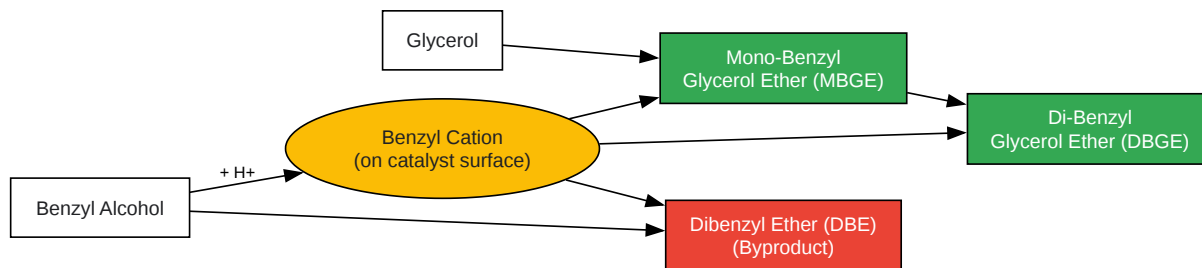 Glycerol
Mono-Benzyl
Glycerol Ether (MBGE)
Di-Benzyl
Glycerol Ether (DBGE)
Benzyl Cation
(on catalyst surface)
+ H+
Benzyl Alcohol
Dibenzyl Ether (DBE)
(Byproduct)